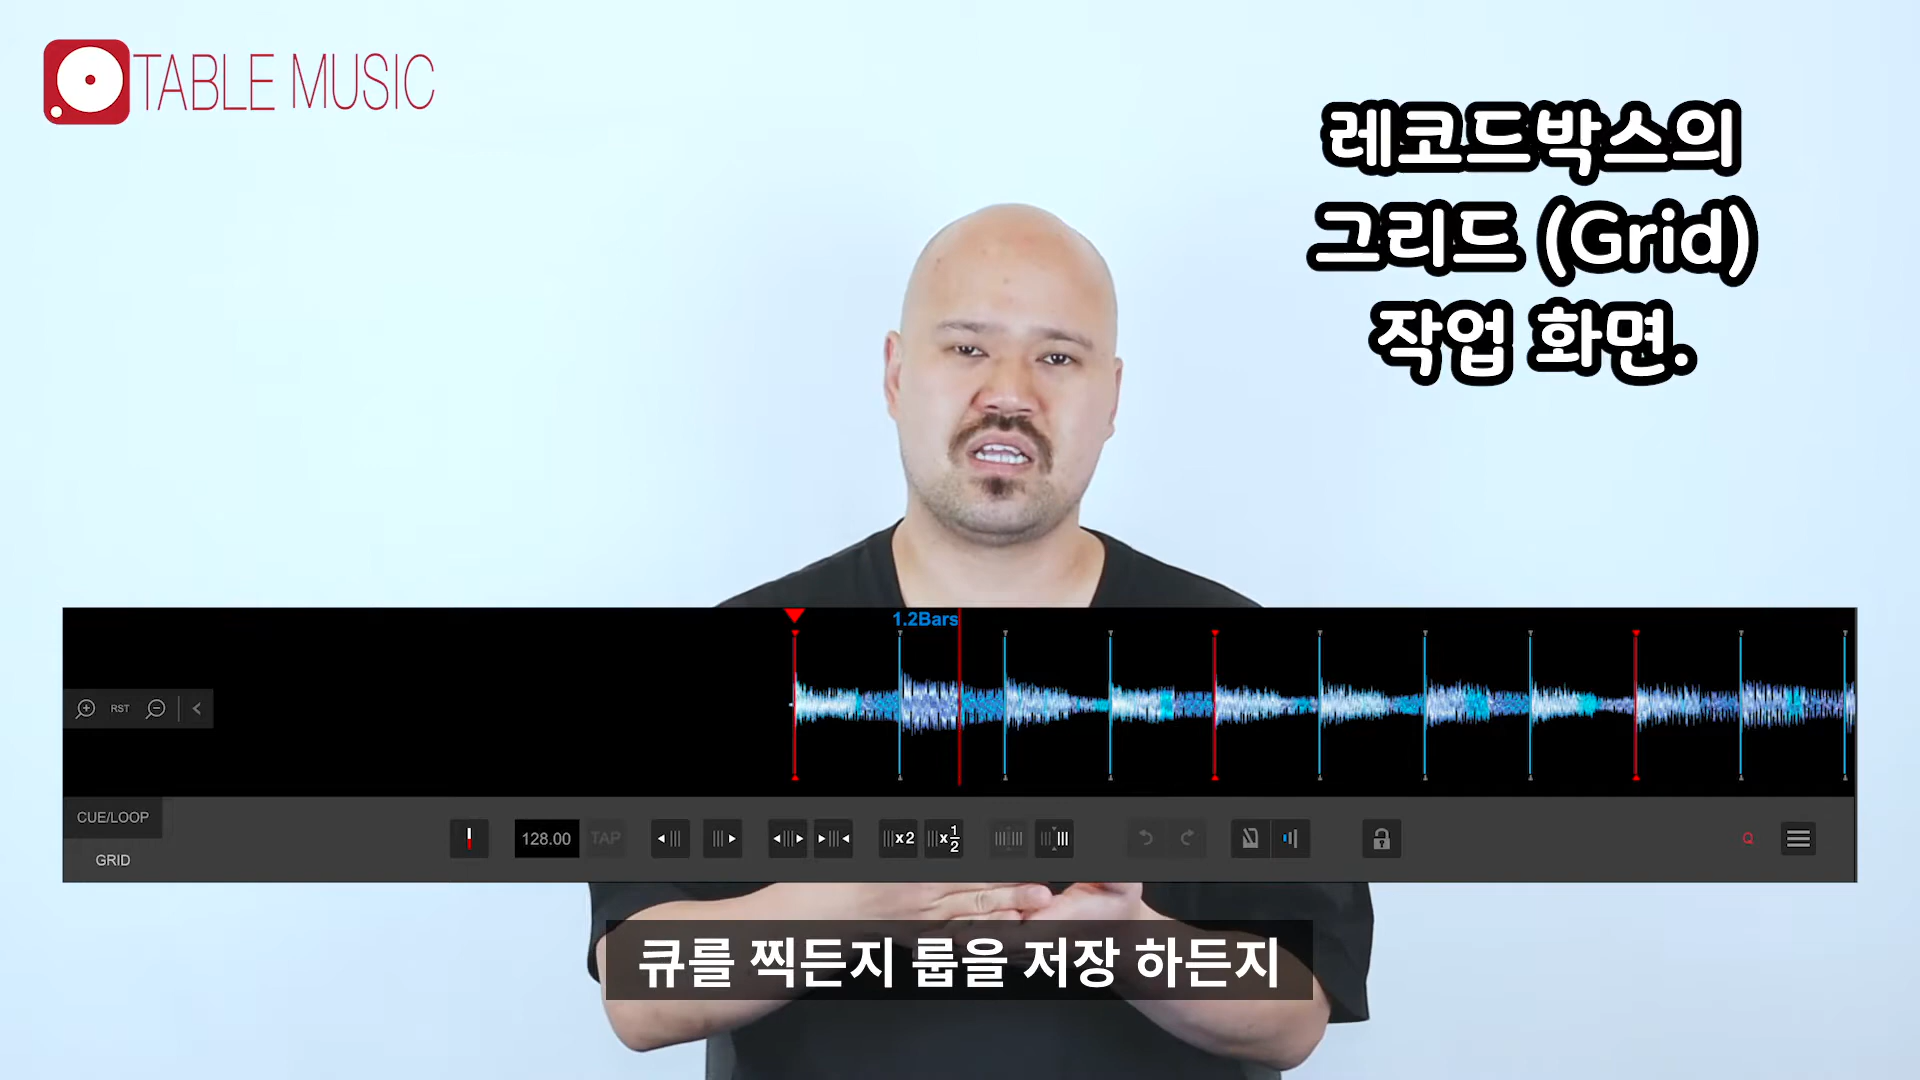 TABLE MUSIC
레코드박스의
그리드 (Grid)
작업 화면.
1.2Bars
RST
CUE/LOOP
GRID
128.00
TAP
x2
x1/2
Q
큐를 찍든지 룹을 저장 하든지